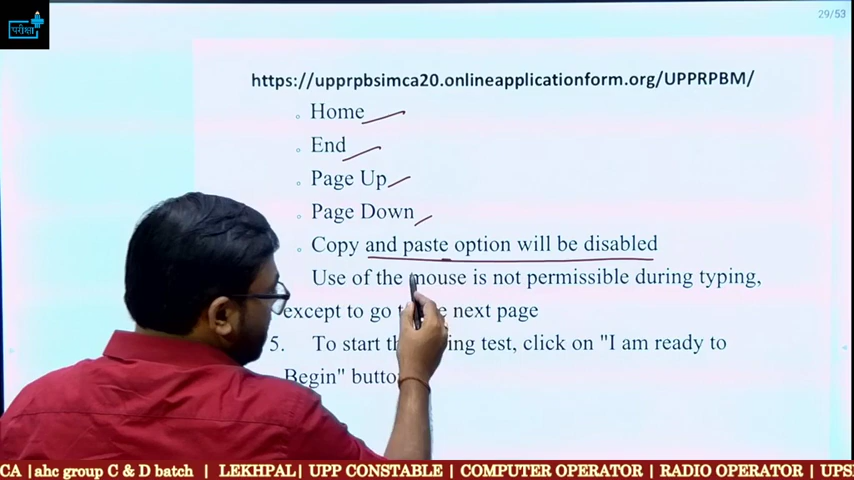 परीक्षा
29/53
https://upprpbsimca20.onlineapplicationform.org/UPPRPBM/
Home
End
Page Up
Page Down
Copy and paste option will be disabled
Use of the mouse is not permissible during typing,
except to go next page
5. To start ing test, click on "I am ready to
Begin" butto
CA | ahc group C & D batch | LEKHPAL| UPP CONSTABLE | COMPUTER OPERATOR | RADIO OPERATOR | UPS